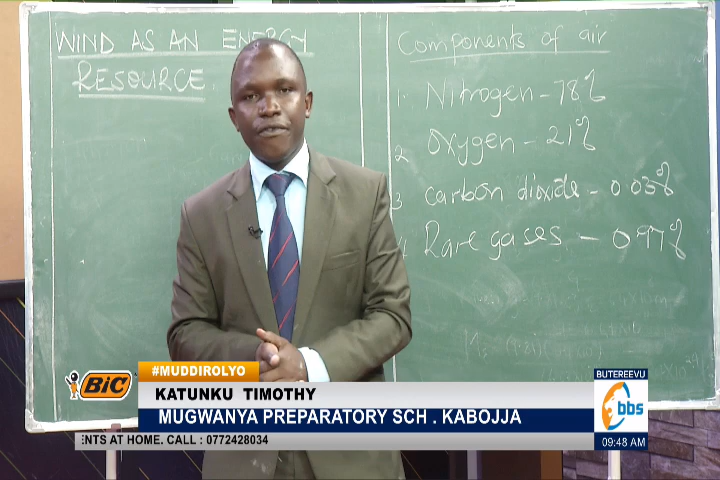 WIND AS AN ENERGY
RESOURCE.
Components of air
1. Nitrogen - 78%
2 Oxygen - 21%
3 carbon dioxide - 0.03%
4. Rare gases - 0.97%
BiC
#MUDDIROLYO
KATUNKU TIMOTHY
MUGWANYA PREPARATORY SCH . KABOJJA
ENTS AT HOME. CALL : 0772428034
BUTEREEVU
bbs
09:48 AM